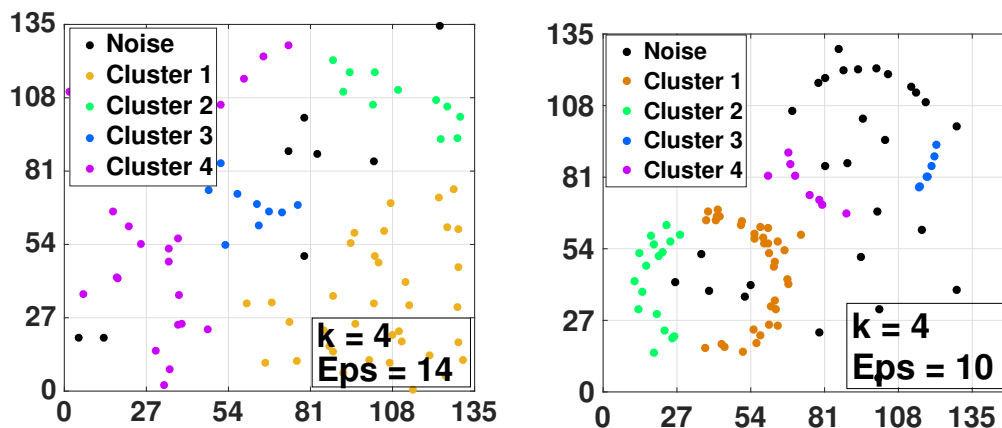 135
108
81
54
27
0
0 27 54 81 108 135
Noise
Cluster 1
Cluster 2
Cluster 3
Cluster 4
k = 4
Eps = 14
135
108
81
54
27
0
0 27 54 81 108 135
Noise
Cluster 1
Cluster 2
Cluster 3
Cluster 4
k = 4
Eps = 10